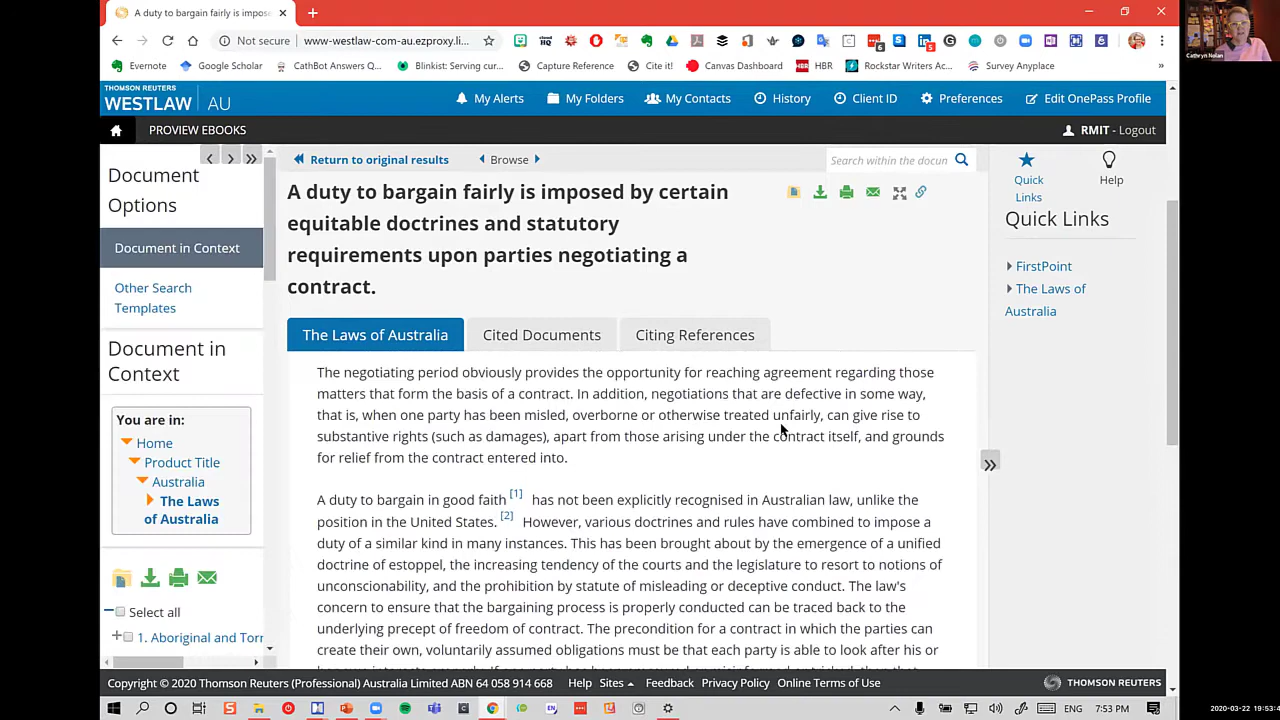 A duty to bargain fairly is impose
Not secure
www-westlaw-com-au.ezproxy.li...
Cathryn Nolan
Evernote
Google Scholar
CathBot Answers Q...
Blinkist: Serving cur...
Capture Reference
Cite it!
Canvas Dashboard
HBR
Rockstar Writers Ac...
Survey Anyplace
THOMSON REUTERS
WESTLAW AU
My Alerts
My Folders
My Contacts
History
Client ID
Preferences
Edit OnePass Profile
PROVIEW EBOOKS
RMIT - Logout
Document
Options
Document in Context
Other Search
Templates
Document in
Context
You are in:
Home
Product Title
Australia
The Laws
of Australia
Select all
1. Aboriginal and Torr
Return to original results
Browse
Search within the docun
A duty to bargain fairly is imposed by certain
equitable doctrines and statutory
requirements upon parties negotiating a
contract.
The Laws of Australia
Cited Documents
Citing References
The negotiating period obviously provides the opportunity for reaching agreement regarding those
matters that form the basis of a contract. In addition, negotiations that are defective in some way,
that is, when one party has been misled, overborne or otherwise treated unfairly, can give rise to
substantive rights (such as damages), apart from those arising under the contract itself, and grounds
for relief from the contract entered into.
A duty to bargain in good faith [1] has not been explicitly recognised in Australian law, unlike the
position in the United States. [2] However, various doctrines and rules have combined to impose a
duty of a similar kind in many instances. This has been brought about by the emergence of a unified
doctrine of estoppel, the increasing tendency of the courts and the legislature to resort to notions of
unconscionability, and the prohibition by statute of misleading or deceptive conduct. The law's
concern to ensure that the bargaining process is properly conducted can be traced back to the
underlying precept of freedom of contract. The precondition for a contract in which the parties can
create their own, voluntarily assumed obligations must be that each party is able to look after his or
Quick
Links
Help
Quick Links
FirstPoint
The Laws of
Australia
Copyright © 2020 Thomson Reuters (Professional) Australia Limited ABN 64 058 914 668
Help
Sites
Feedback
Privacy Policy
Online Terms of Use
THOMSON REUTERS
ENG
7:53 PM
2020-03-22 19:53:4